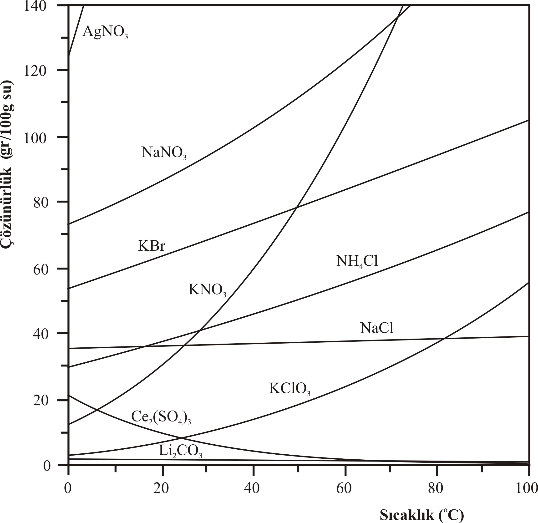 140
120
100
80
60
40
20
0
Çözünürlük (gr/100g su)
AgNO₃
NaNO₃
KBr
KNO₃
NH₄Cl
NaCl
KClO₃
Ce₂(SO₄)₃
Li₂CO₃
0 20 40 60 80 100
Sıcaklık (°C)